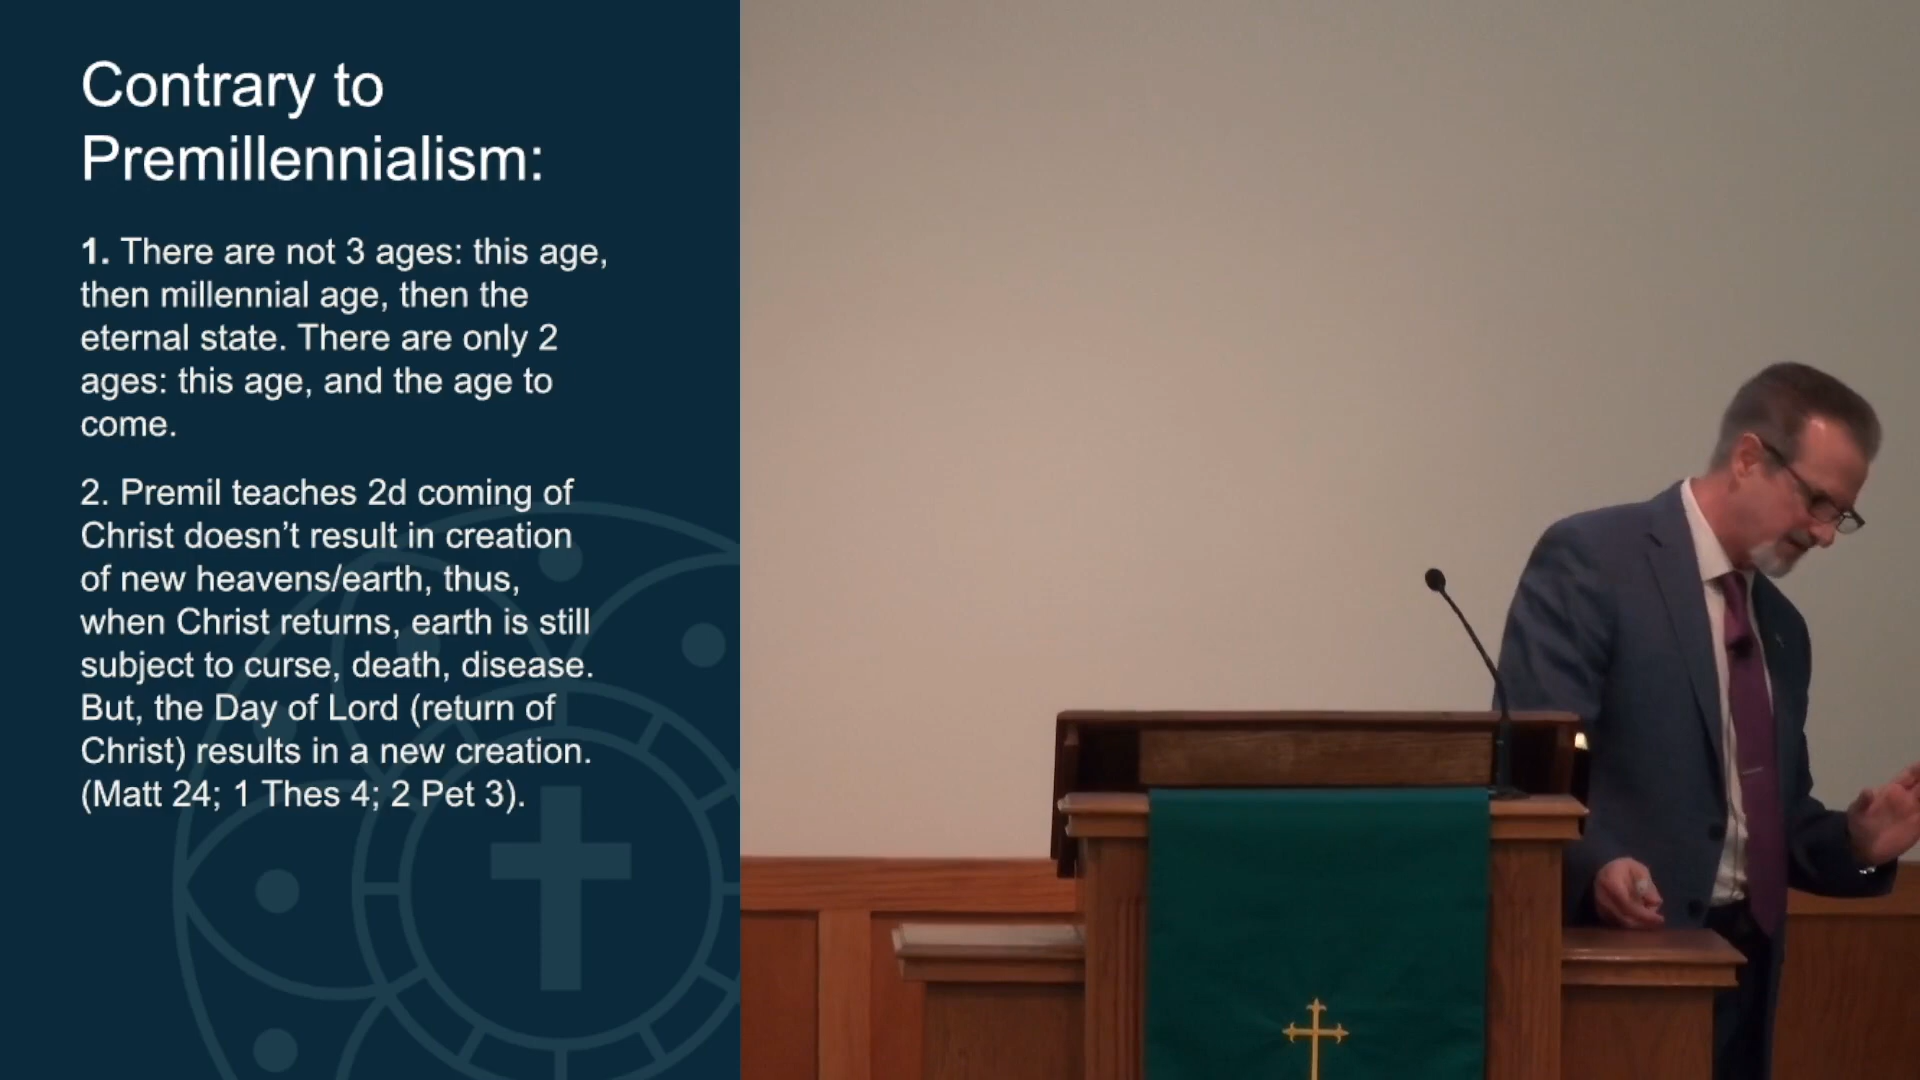 Contrary to
Premillennialism:
1. There are not 3 ages: this age,
then millennial age, then the
eternal state. There are only 2
ages: this age, and the age to
come.
2. Premil teaches 2d coming of
Christ doesn’t result in creation
of new heavens/earth, thus,
when Christ returns, earth is still
subject to curse, death, disease.
But, the Day of Lord (return of
Christ) results in a new creation.
(Matt 24; 1 Thes 4; 2 Pet 3).